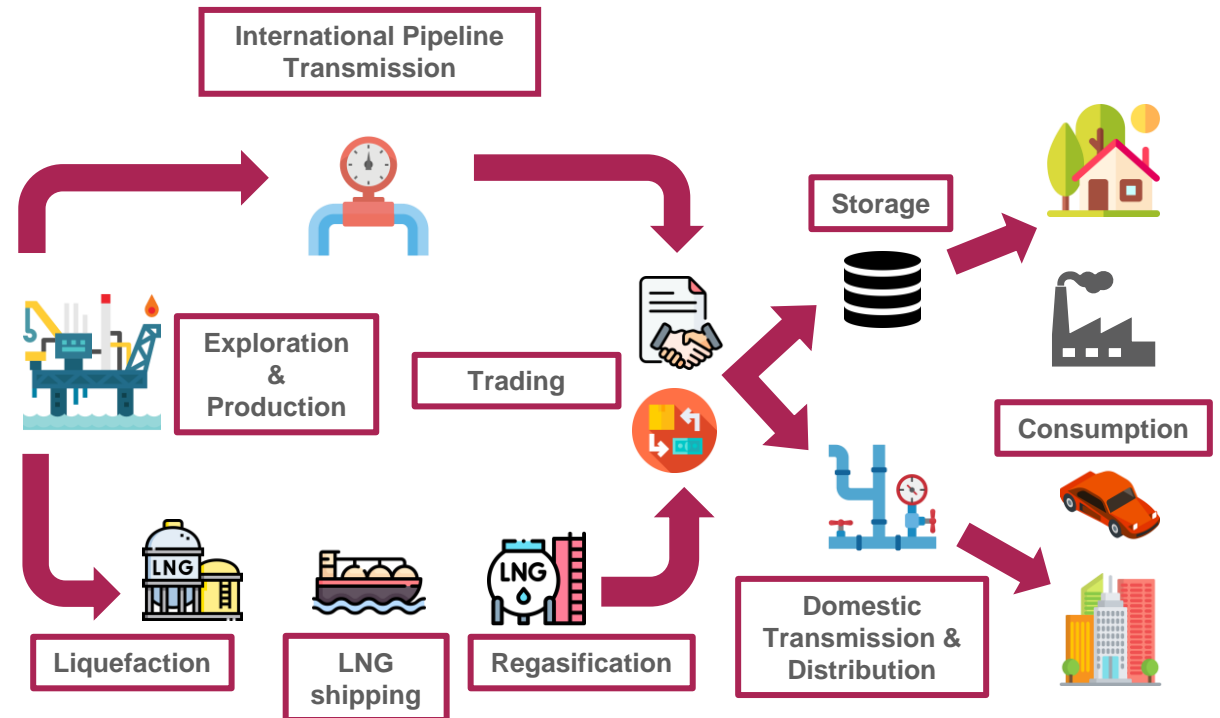 International Pipeline
Transmission
Storage
Exploration
&
Production
Trading
Consumption
LNG
LNG
Liquefaction
LNG
shipping
Regasification
Domestic
Transmission &
Distribution